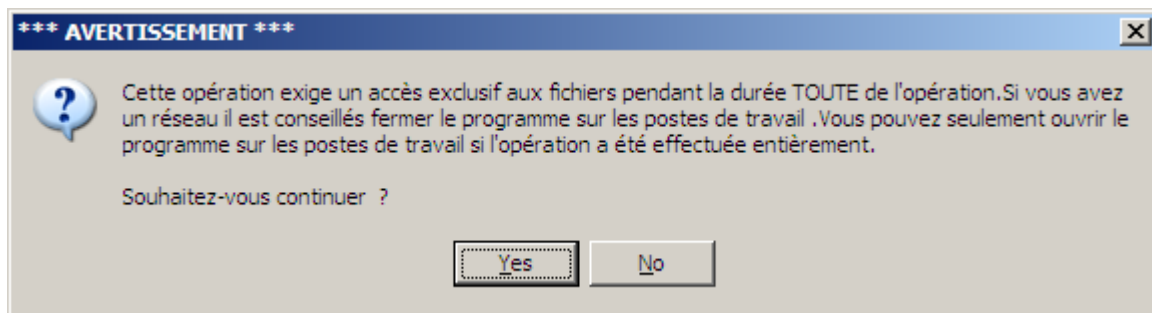 *** AVERTISSEMENT ***
Cette opération exige un accès exclusif aux fichiers pendant la durée TOUTE de l'opération.Si vous avez
un réseau il est conseillés fermer le programme sur les postes de travail .Vous pouvez seulement ouvrir le
programme sur les postes de travail si l'opération a été effectuée entièrement.
Souhaitez-vous continuer ?
Yes No